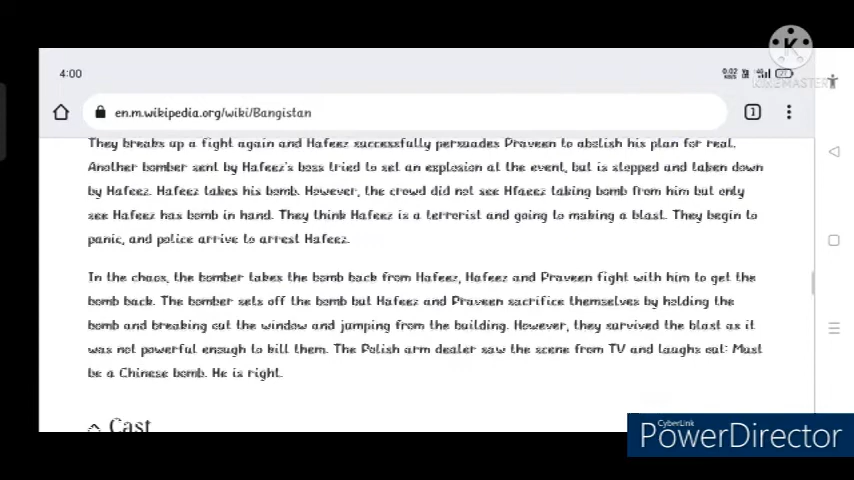 4:00
0.02
en.m.wikipedia.org/wiki/Bangistan
1
K
KINEMASTER
They breaks up a fight again and Hafeez successfully persuades Praveen to abolish his plan for real.
Another bomber sent by Hafeez's boss tried to set an explosion at the event, but is stopped and taken down
by Hafeez. Hafeez takes his bomb. However, the crowd did not see Hfaeez taking bomb from him but only
see Hafeez has bomb in hand. They think Hafeez is a terrorist and going to making a blast. They begin to
panic, and police arrive to arrest Hafeez.
In the chaos, the bomber takes the bomb back from Hafeez, Hafeez and Praveen fight with him to get the
bomb back. The bomber sets off the bomb but Hafeez and Praveen sacrifice themselves by holding the
bomb and breaking out the window and jumping from the building. However, they survived the blast as it
was not powerful enough to kill them. The Polish arm dealer saw the scene from TV and laughs out: Must
be a Chinese bomb. He is right.
Cast
CyberLink
PowerDirector